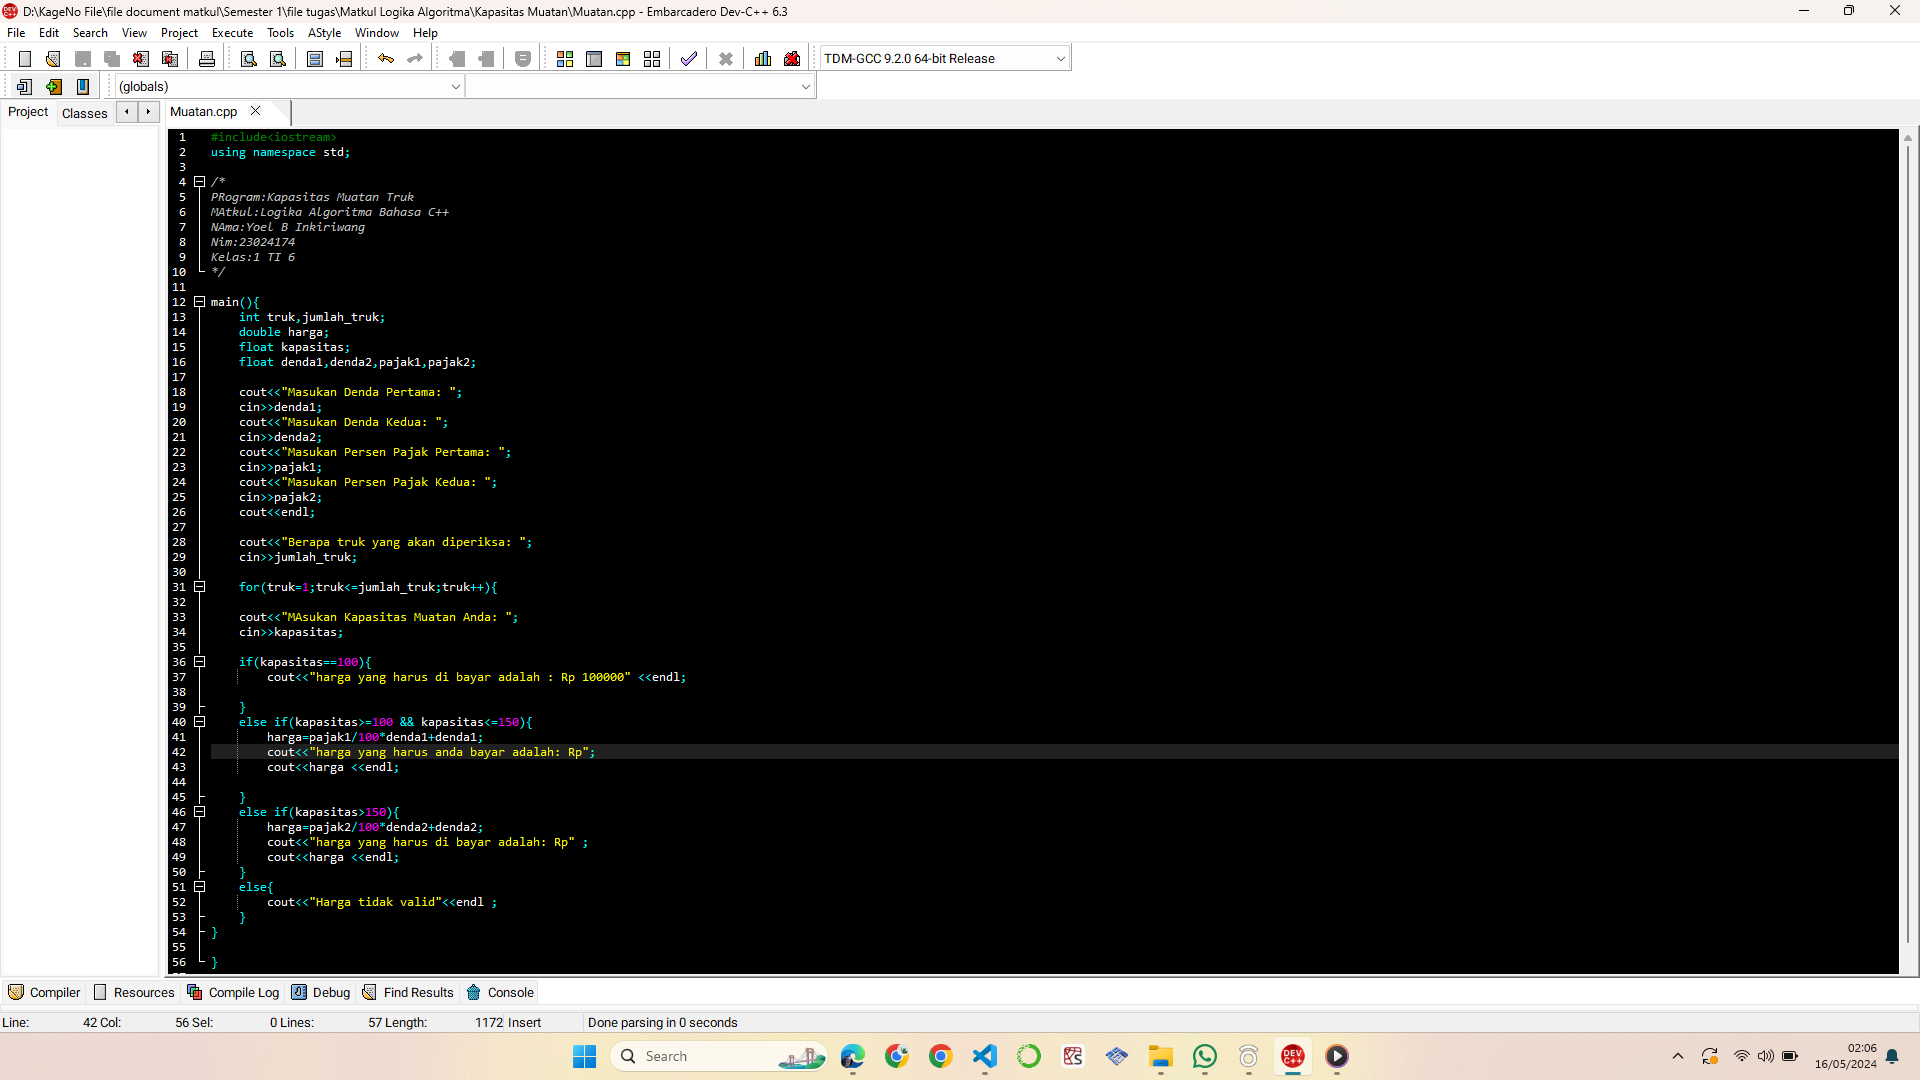 D:\KageNo File\file document matkul\Semester 1\file tugas\Matkul Logika Algoritma\Kapasitas Muatan\Muatan.cpp - Embarcadero Dev-C++ 6.3
File Edit Search View Project Execute Tools AStyle Window Help
TDM-GCC 9.2.0 64-bit Release
(globals)
Project Classes Muatan.cpp
1 #include<iostream>
2 using namespace std;
3
4 /*
5 PRogram:Kapasitas Muatan Truk
6 MAtkul:Logika Algoritma Bahasa C++
7 NAma:Yoel B Inkiriwang
8 Nim:23024174
9 Kelas:1 TI 6
10 */
11
12 main(){
13 int truk,jumlah_truk;
14 double harga;
15 float kapasitas;
16 float denda1,denda2,pajak1,pajak2;
17
18 cout<<"Masukan Denda Pertama: ";
19 cin>>denda1;
20 cout<<"Masukan Denda Kedua: ";
21 cin>>denda2;
22 cout<<"Masukan Persen Pajak Pertama: ";
23 cin>>pajak1;
24 cout<<"Masukan Persen Pajak Kedua: ";
25 cin>>pajak2;
26 cout<<endl;
27
28 cout<<"Berapa truk yang akan diperiksa: ";
29 cin>>jumlah_truk;
30
31 for(truk=1;truk<=jumlah_truk;truk++){
32
33 cout<<"MAsukan Kapasitas Muatan Anda: ";
34 cin>>kapasitas;
35
36 if(kapasitas==100){
37 cout<<"harga yang harus di bayar adalah : Rp 100000" <<endl;
38
39 }
40 else if(kapasitas>=100 && kapasitas<=150){
41 harga=pajak1/100*denda1+denda1;
42 cout<<"harga yang harus anda bayar adalah: Rp";
43 cout<<harga <<endl;
44
45 }
46 else if(kapasitas>150){
47 harga=pajak2/100*denda2+denda2;
48 cout<<"harga yang harus di bayar adalah: Rp" ;
49 cout<<harga <<endl;
50 }
51 else{
52 cout<<"Harga tidak valid"<<endl ;
53 }
54 }
55
56 }
Compiler Resources Compile Log Debug Find Results Console
Line: 42 Col: 56 Sel: 0 Lines: 57 Length: 1172 Insert Done parsing in 0 seconds
Search
DEV C++
02:06
16/05/2024